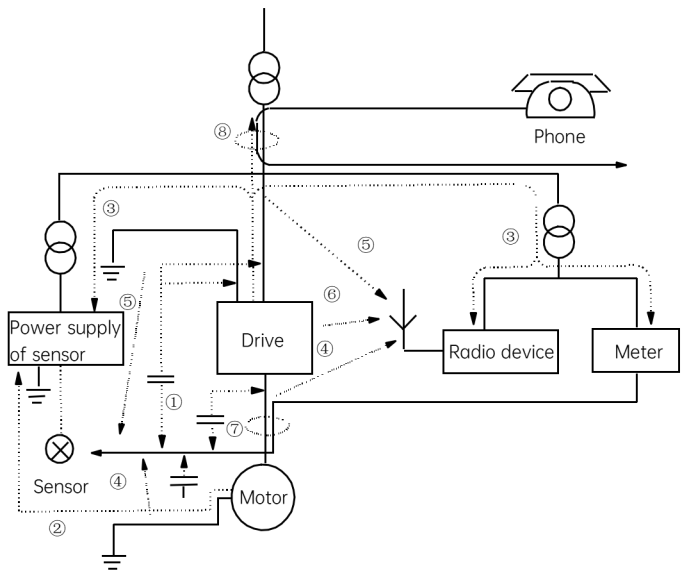 Phone
⑧
③
③
⑤
⑤
⑥
Power supply
of sensor
Drive
④
Radio device
Meter
①
⑦
Sensor
④
Motor
②